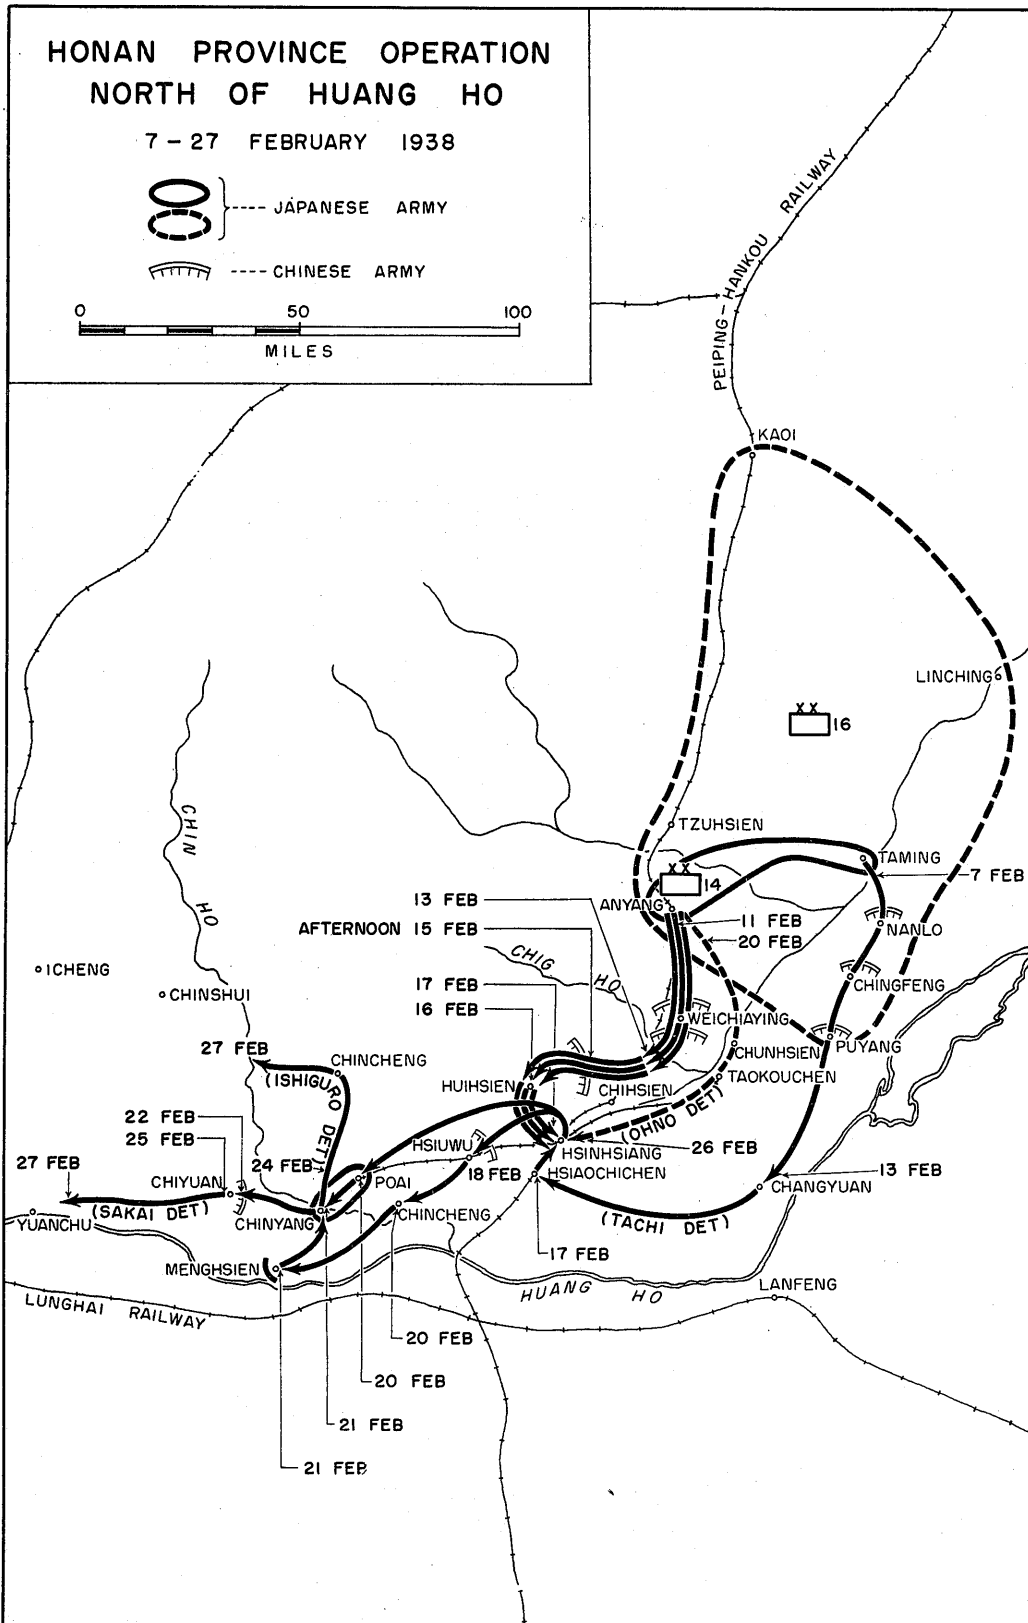 HONAN PROVINCE OPERATION
NORTH OF HUANG HO
7 - 27 FEBRUARY 1938
JAPANESE ARMY
CHINESE ARMY
0 50 100
MILES
PEIPING - HANKOU RAILWAY
KAOI
LINCHING
XX
16
TZUHSIEN
TAMING
XX
14
7 FEB
13 FEB
ANYANG
11 FEB
NANLO
AFTERNOON 15 FEB
20 FEB
CHIN HO
CHIG HO
ICHENG
17 FEB
CHINGFENG
CHINSHUI
16 FEB
WEICHIAYING
27 FEB
CHINCHENG
CHUNHSIEN
PUYANG
(ISHIGURO DET)
HUIHSIEN
CHIHSIEN
TAOKOUCHEN
22 FEB
(OHNO DET)
25 FEB
HSIUWU
HSINHSIANG
26 FEB
27 FEB
24 FEB
18 FEB
HSIAOCHICHEN
13 FEB
CHIYUAN
POAI
CHANGYUAN
(SAKAI DET)
CHINYANG
CHINCHENG
(TACHI DET)
YUANCHU
17 FEB
MENGHSIEN
HUANG HO
LANFENG
LUNGHAI RAILWAY
20 FEB
20 FEB
21 FEB
21 FEB